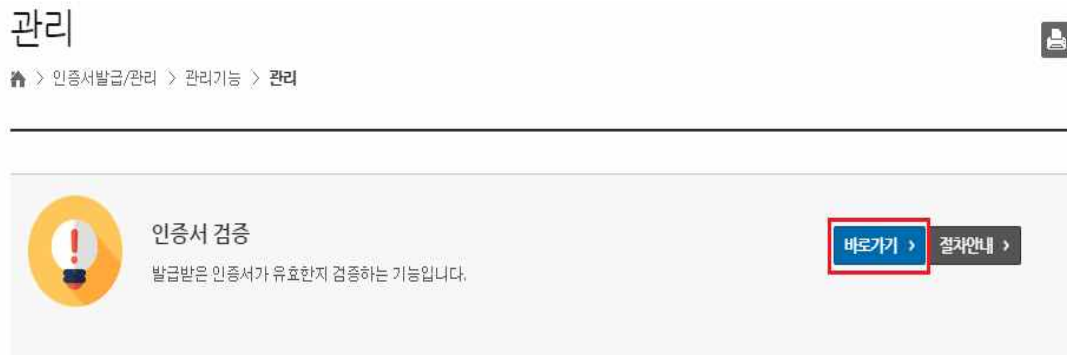 관리
> 인증서발급/관리 > 관리기능 > 관리
인증서 검증
발급받은 인증서가 유효한지 검증하는 기능입니다.
바로가기 >
절차안내 >